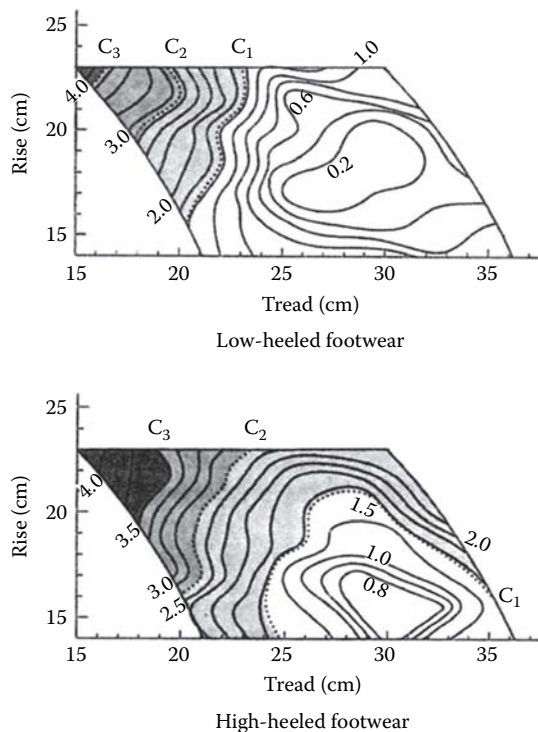 C3 C2 C1
25
20
15
Rise (cm)
4.0
3.0
2.0
1.0
0.6
0.2
15 20 25 30 35
Tread (cm)
Low-heeled footwear
C3 C2
25
20
15
Rise (cm)
4.0
3.5
3.0
2.5
1.5
1.0
0.8
2.0
C1
15 20 25 30 35
Tread (cm)
High-heeled footwear